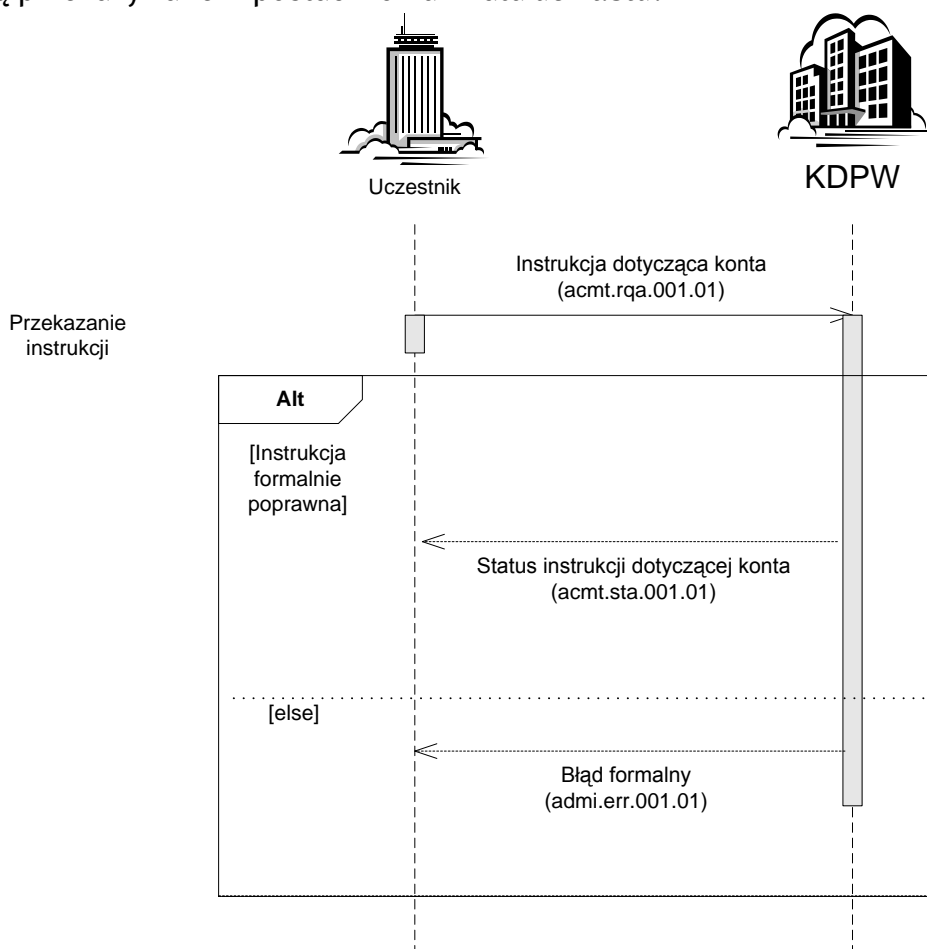 Uczestnik
KDPW
Instrukcja dotycząca konta
(acmt.rqa.001.01)
Przekazanie
instrukcji
Alt
[Instrukcja
formalnie
poprawna]
Status instrukcji dotyczącej konta
(acmt.sta.001.01)
[else]
Błąd formalny
(admi.err.001.01)